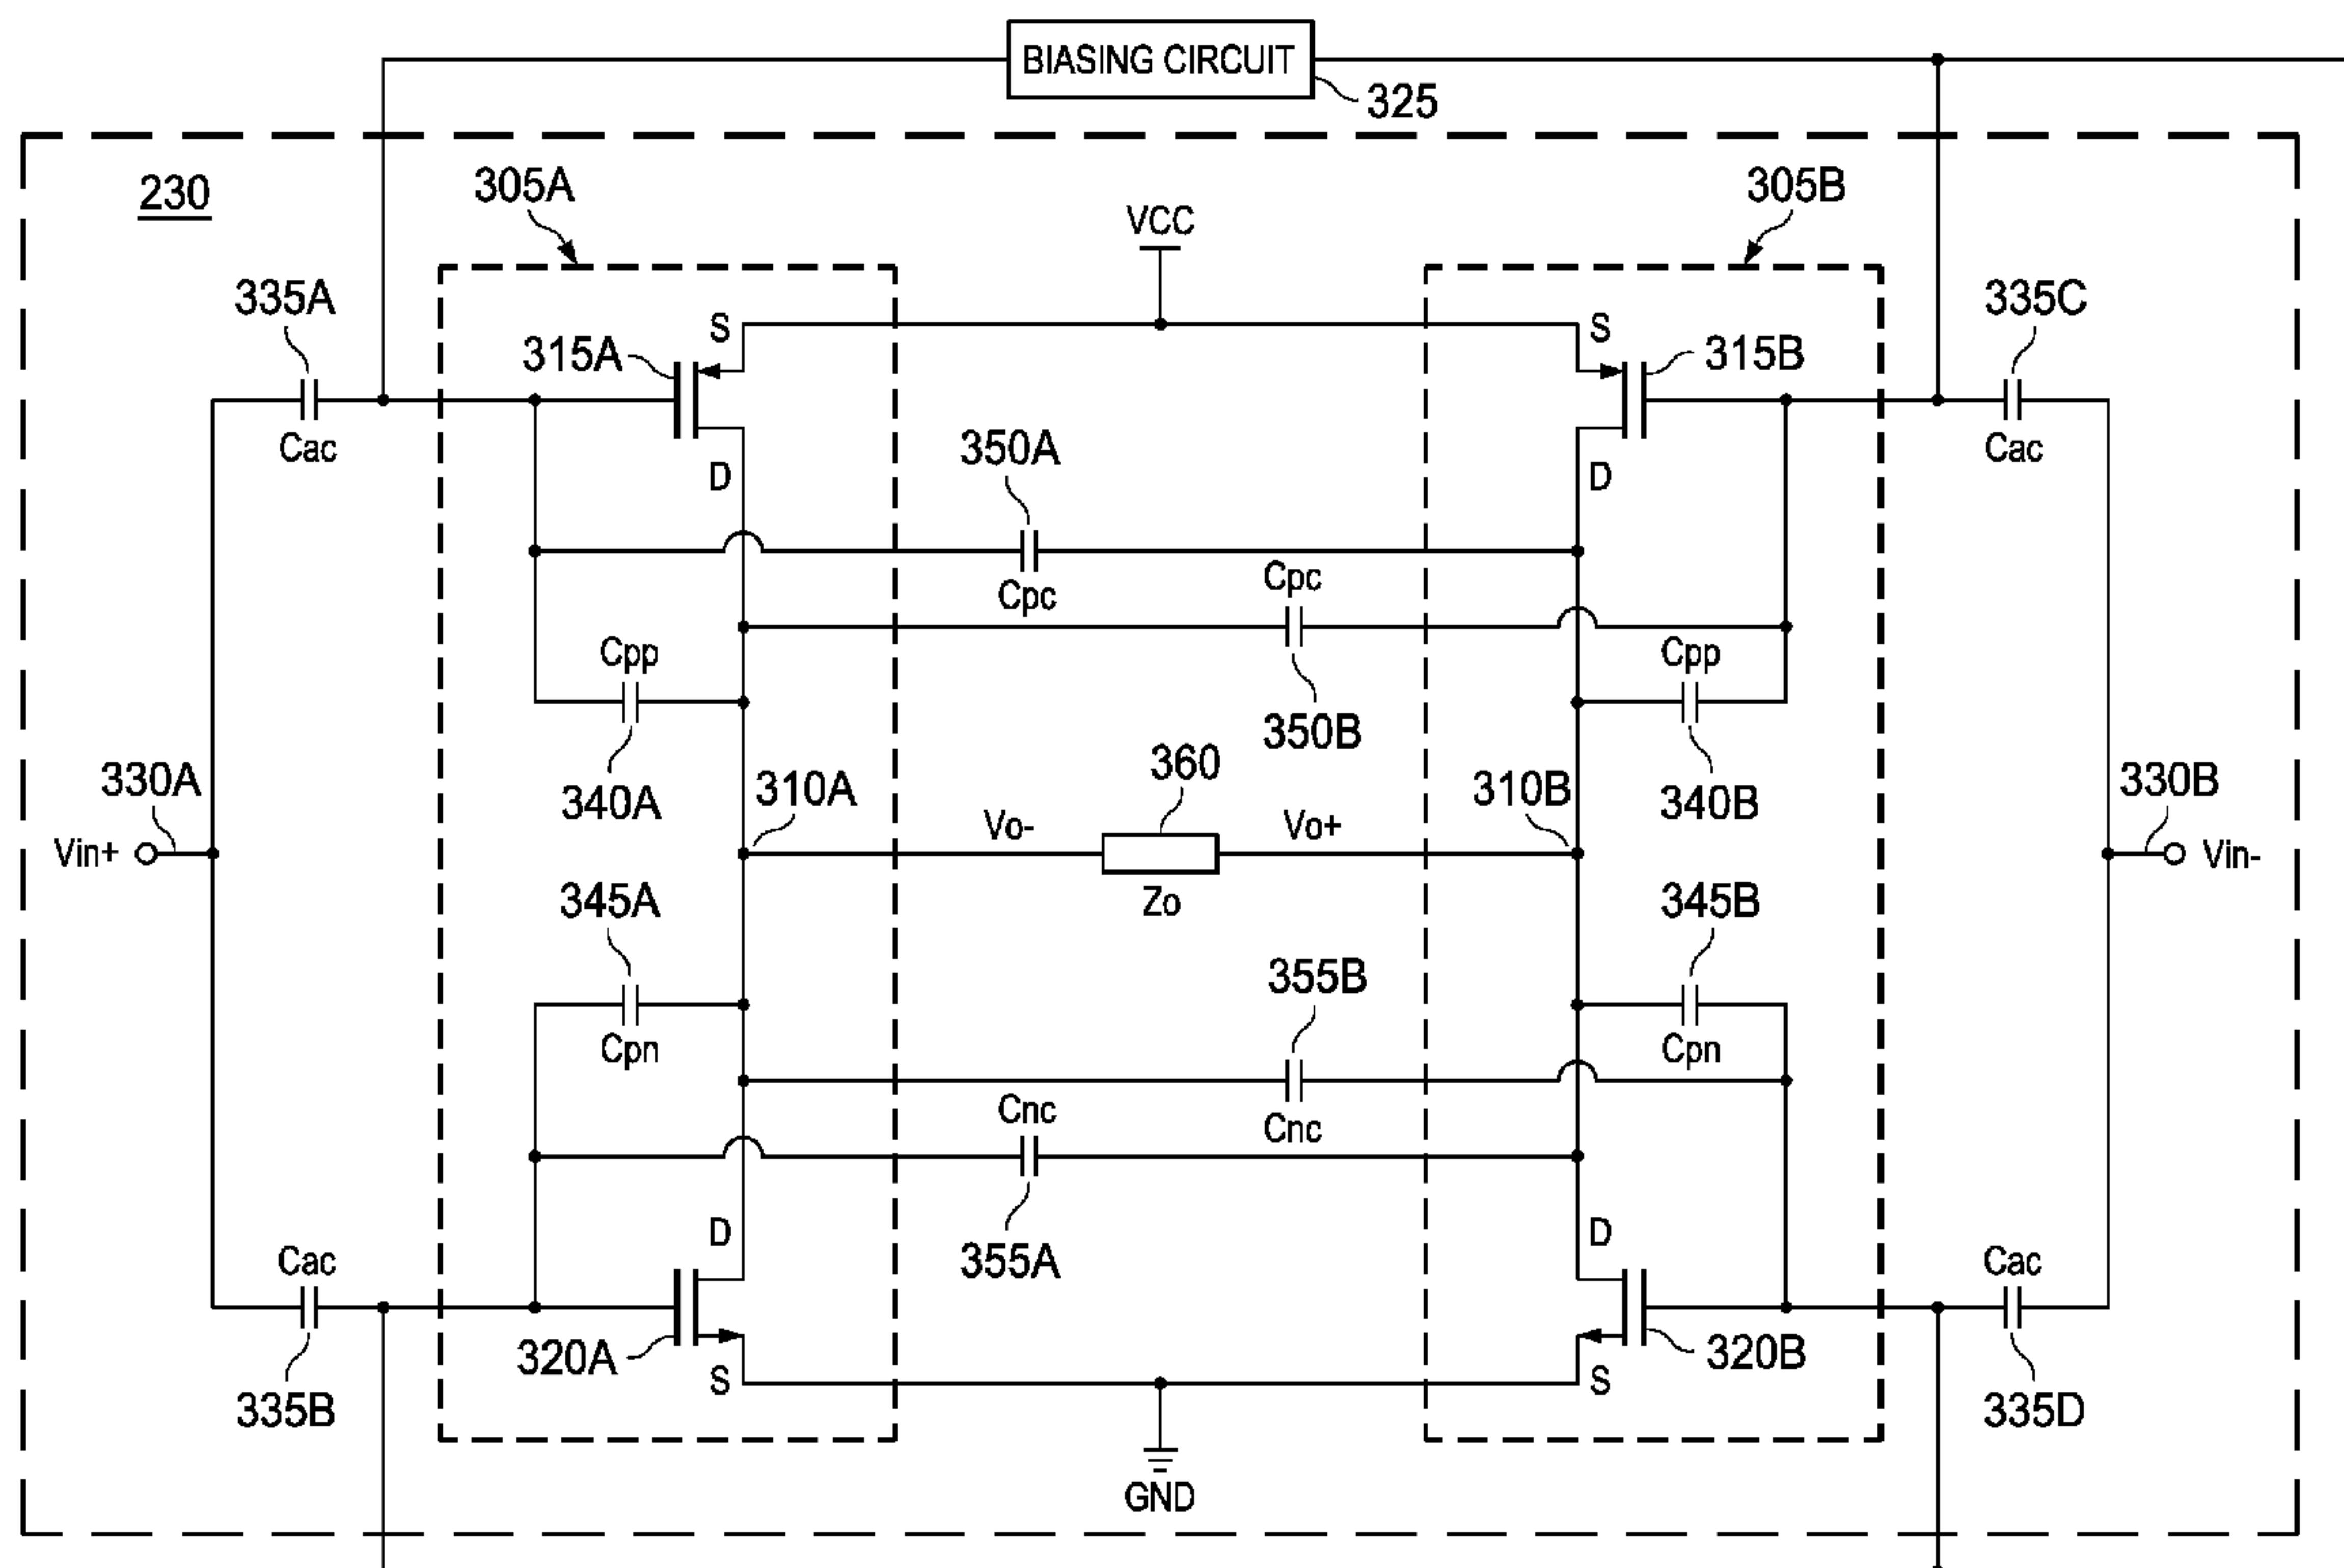 BIASING CIRCUIT
325
230
305A
305B
VCC
335A
335C
S
S
315A
315B
Cac
Cac
350A
D
D
Cpc
Cpc
Cpp
Cpp
350B
360
330A
340A
310A
310B
340B
330B
Vo-
Vo+
Vin+
Vin-
Zo
345A
345B
355B
Cpn
Cpn
Cnc
Cnc
D
D
355A
Cac
Cac
320A
320B
S
S
335B
335D
GND